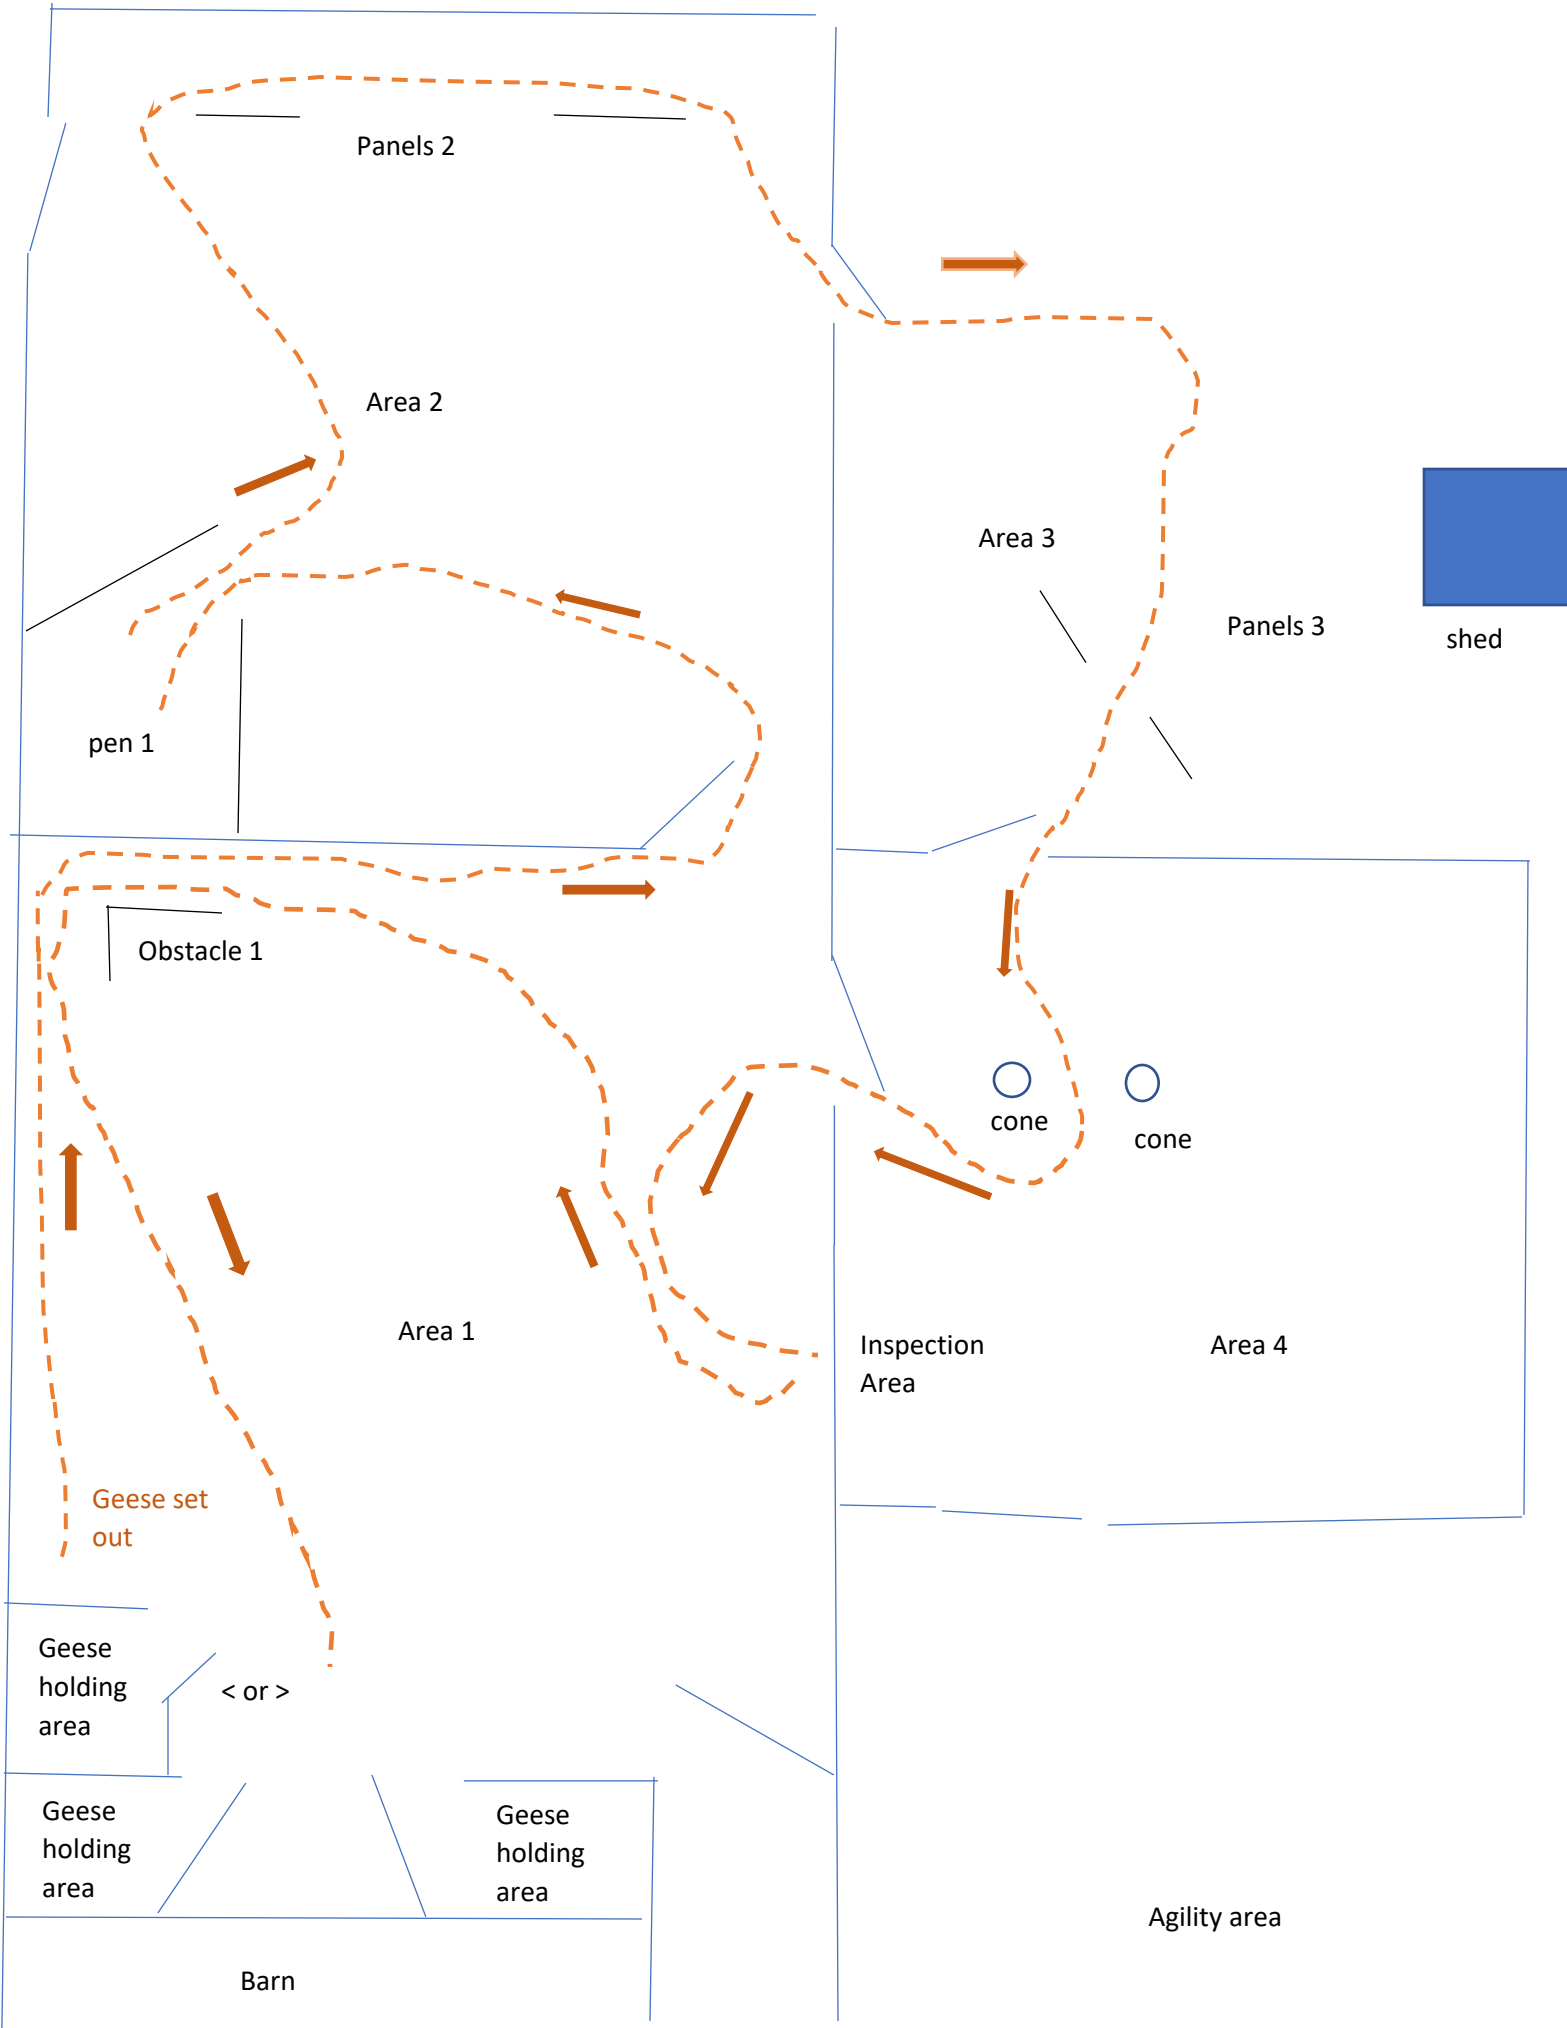 Panels 2
Area 2
Area 3
Panels 3
shed
pen 1
Obstacle 1
cone
cone
Area 1
Inspection
Area
Area 4
Geese set
out
Geese
holding
area
< or >
Geese
holding
area
Geese
holding
area
Agility area
Barn